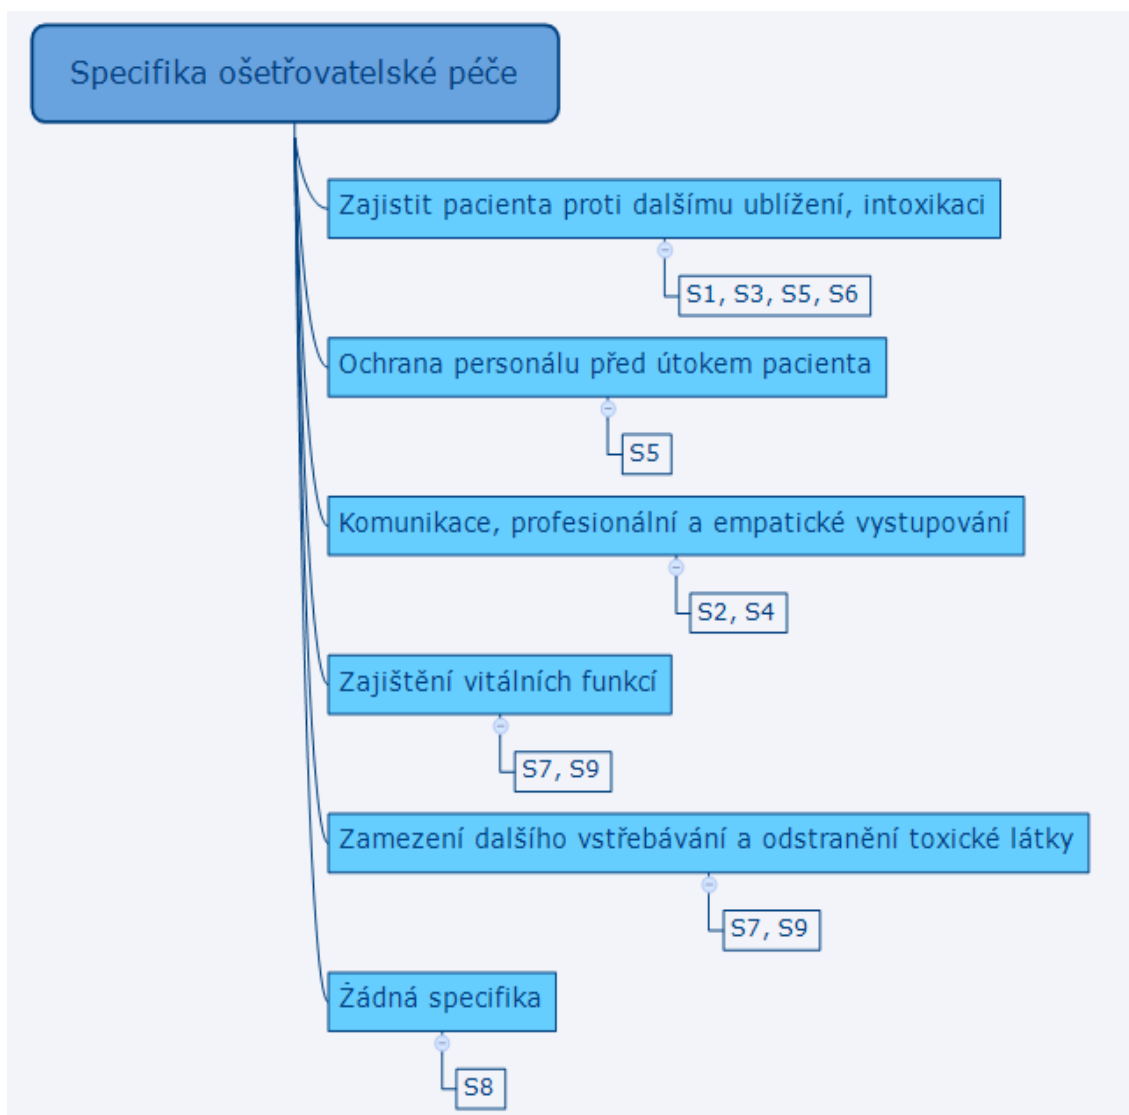 Specifika ošetřovatelské péče
Zajistit pacienta proti dalšímu ublížení, intoxikaci
S1, S3, S5, S6
Ochrana personálu před útokem pacienta
S5
Komunikace, profesionální a empatické vystupování
S2, S4
Zajištění vitálních funkcí
S7, S9
Zamezení dalšího vstřebávání a odstranění toxické látky
S7, S9
Žádná specifika
S8